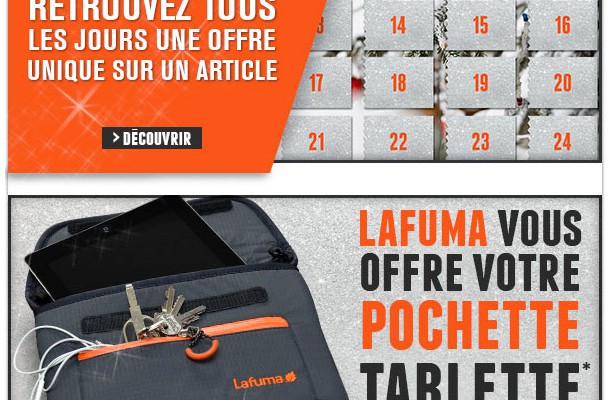 RETROUVEZ TOUS
LES JOURS UNE OFFRE
UNIQUE SUR UN ARTICLE
> DÉCOUVRIR
14 15 16
17 18 19 20
21 22 23 24
LAFUMA VOUS
OFFRE VOTRE
POCHETTE
TABLETTE*
Lafuma